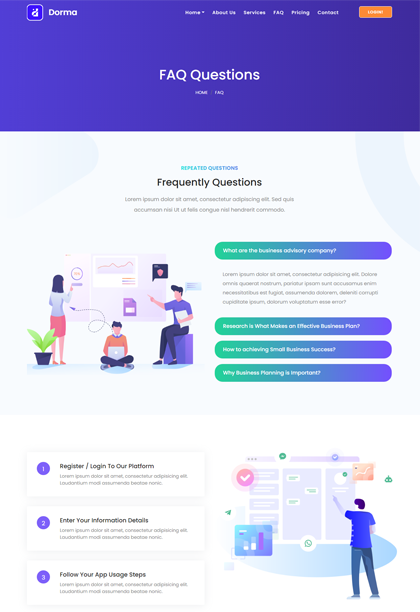 Dorma
Home About Us Services FAQ Pricing Contact LOGIN!
FAQ Questions
HOME FAQ
REPEATED QUESTIONS
Frequently Questions
Lorem ipsum dolor sit amet, consectetur adipiscing elit. Sed quis
accumsan nisi Ut ut felis congue nisl hendrerit commodo.
What are the business advisory company?
Lorem ipsum dolor sit amet, consectetur adipisicing elit. Dolore
omnis quaerat nostrum, pariatur ipsam sunt accusamus enim
necessitatibus est fugiat, assumenda dolorem, deleniti corrupti
cupiditate ipsum, dolorum voluptatum esse error?
Research Is What Makes an Effective Business Plan?
How to achieving Small Business Success?
Why Business Planning is Important?
1
Register / Login To Our Platform
Lorem ipsum dolor sit amet, consectetur adipisicing elit.
Laudantium modi assumenda beatae nonic.
2
Enter Your Information Details
Lorem ipsum dolor sit amet, consectetur adipisicing elit.
Laudantium modi assumenda beatae nonic.
3
Follow Your App Usage Steps
Lorem ipsum dolor sit amet, consectetur adipisicing elit.
Laudantium modi assumenda beatae nonic.